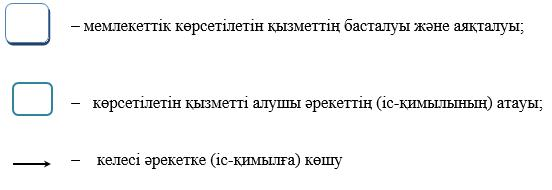 – мемлекеттік көрсетілетін қызметтің басталуы және аяқталуы;
– көрсетілетін қызметті алушы әрекеттің (іс-қимылының) атауы;
– келесі әрекетке (іс-қимылға) көшу